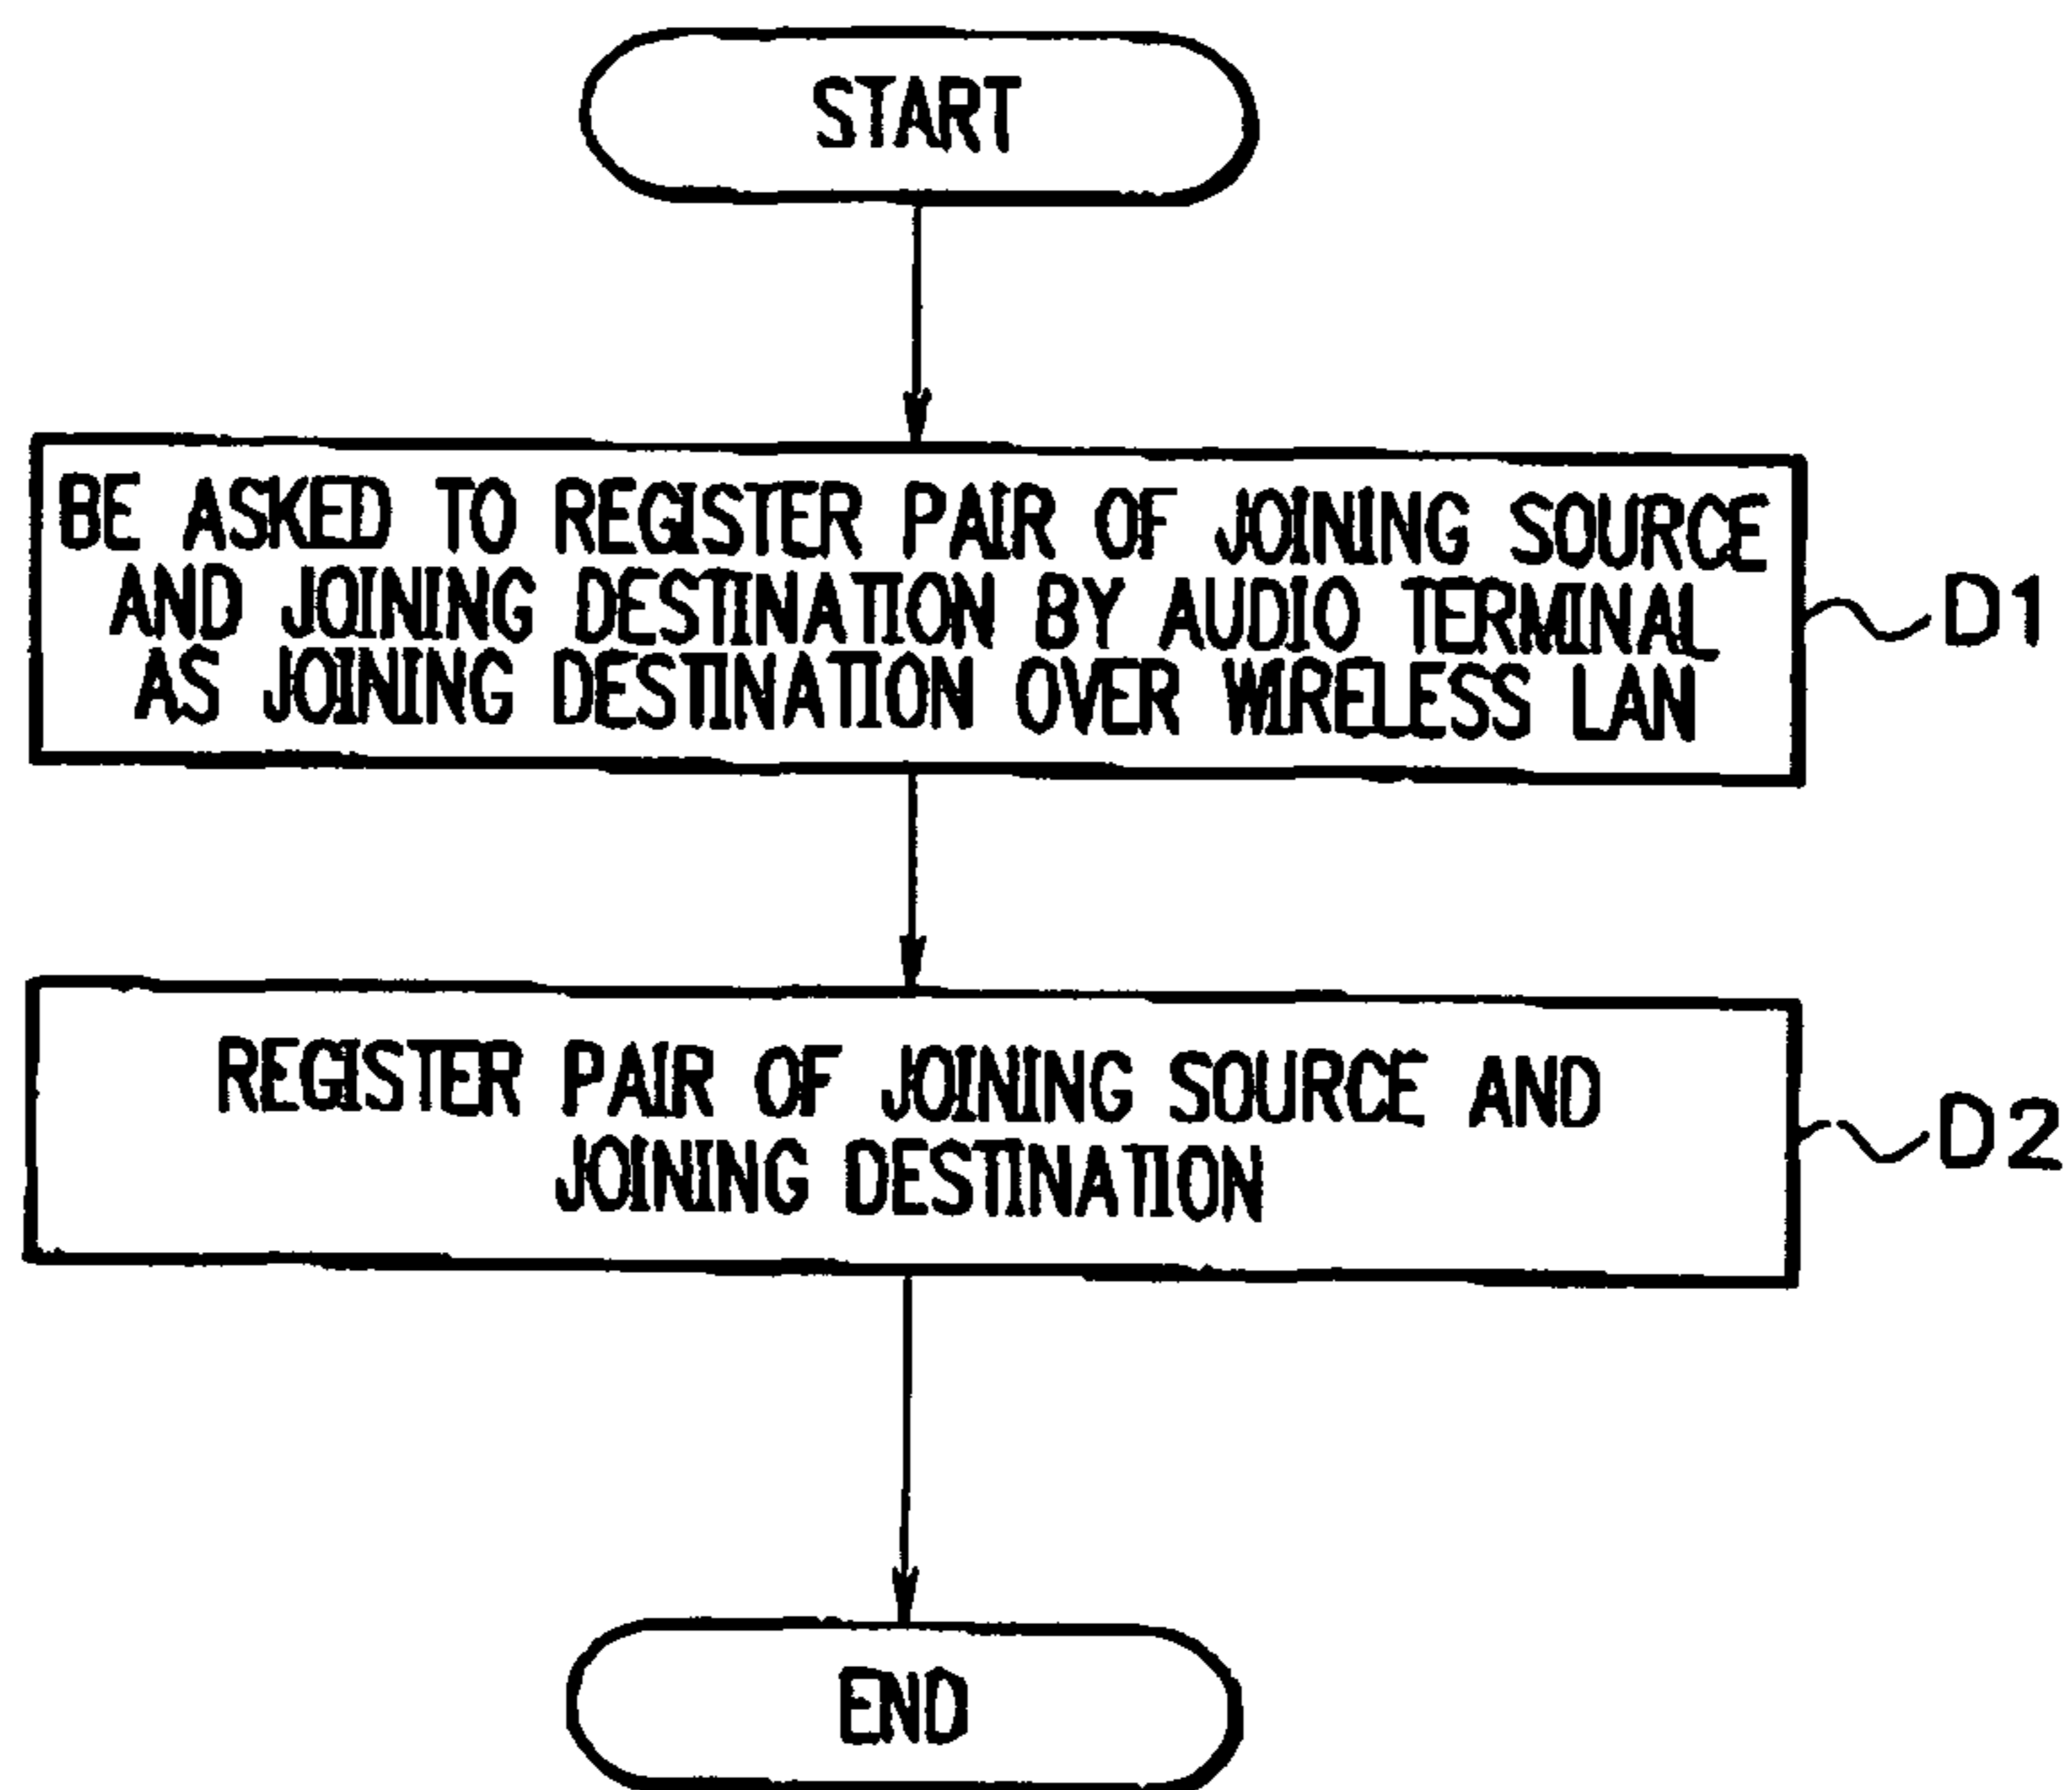 START
BE ASKED TO REGISTER PAIR OF JOINING SOURCE
AND JOINING DESTINATION BY AUDIO TERMINAL
AS JOINING DESTINATION OVER WIRELESS LAN
D1
REGISTER PAIR OF JOINING SOURCE AND
JOINING DESTINATION
D2
END